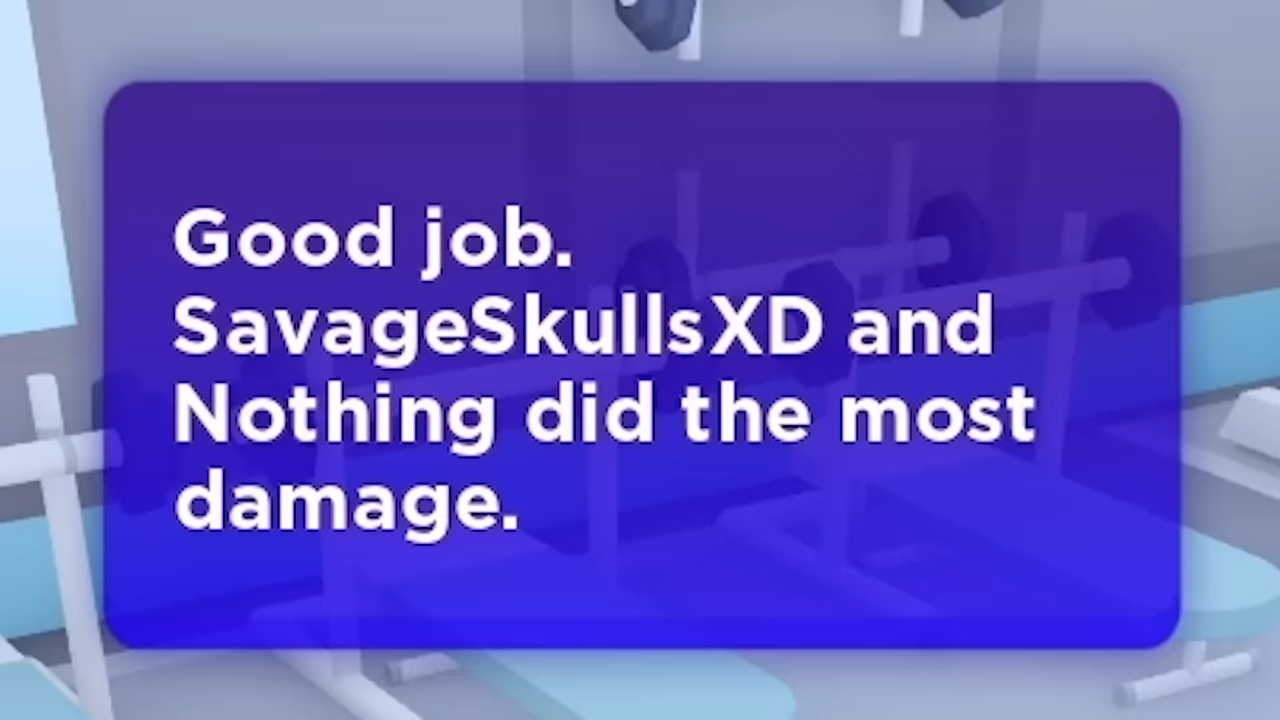 Good job.
SavageSkullsXD and
Nothing did the most
damage.